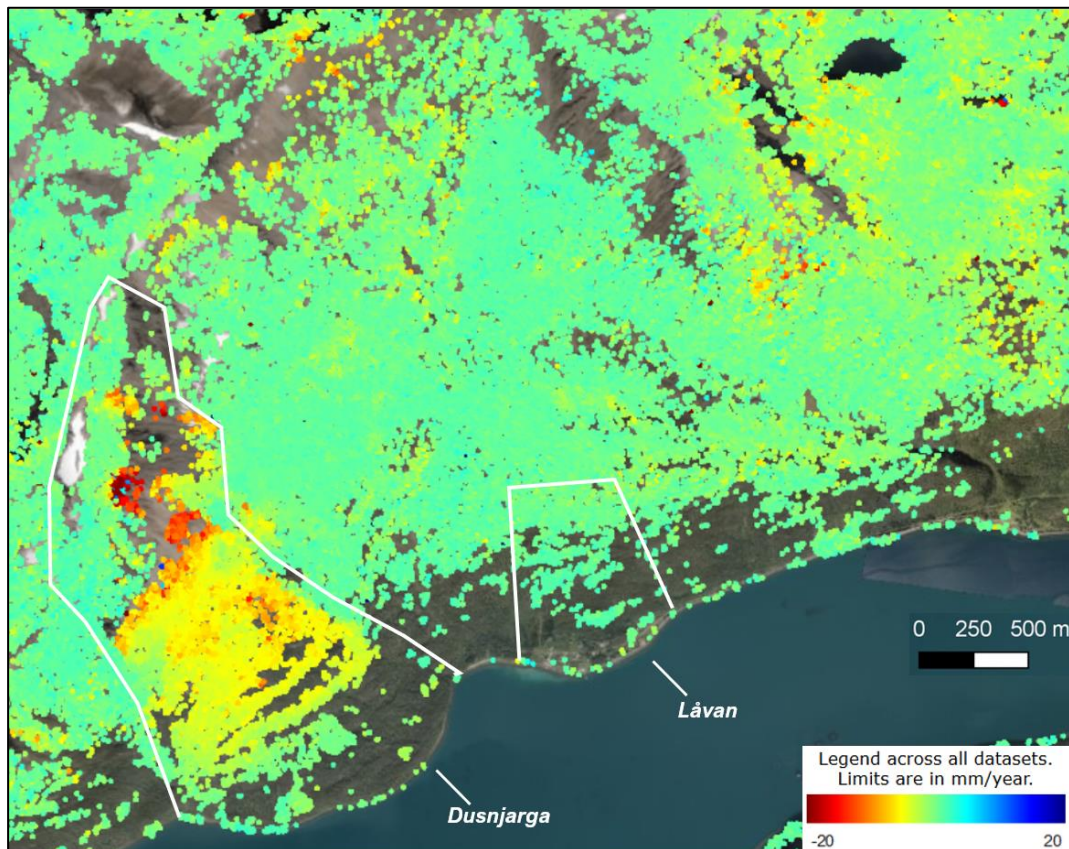 0 250 500 m
Låvan
Dusnjarga
Legend across all datasets.
Limits are in mm/year.
-20 20